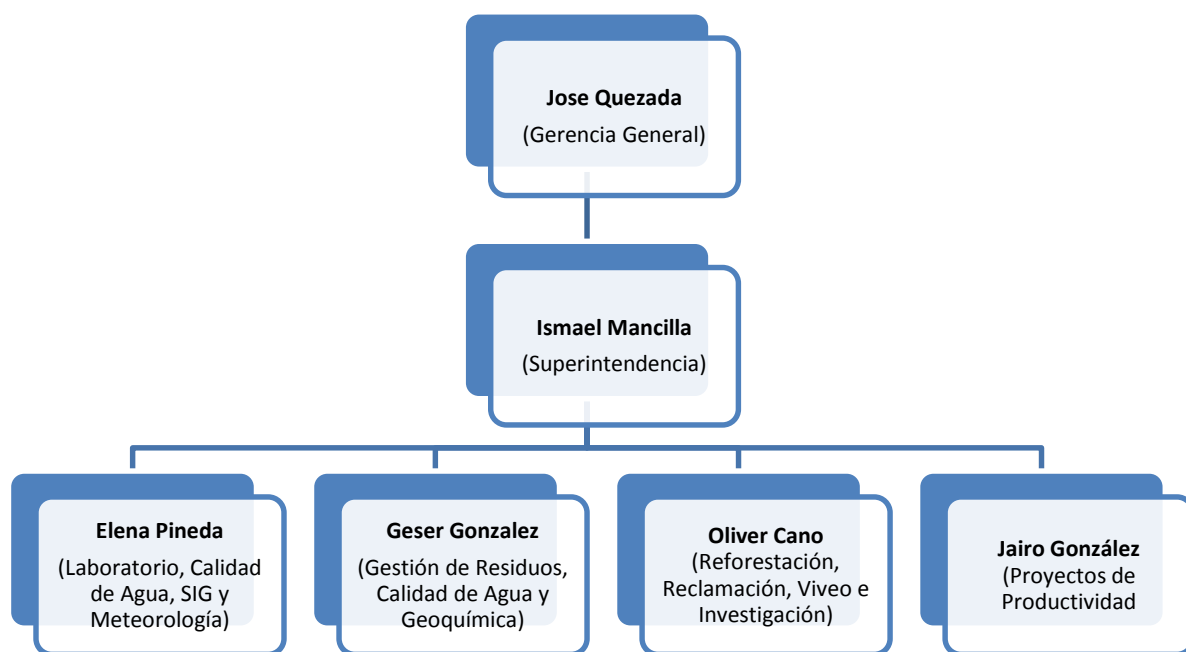 Jose Quezada
(Gerencia General)
Ismael Mancilla
(Superintendencia)
Elena Pineda
(Laboratorio, Calidad
de Agua, SIG y
Meteorología)
Geser Gonzalez
(Gestión de Residuos,
Calidad de Agua y
Geoquímica)
Oliver Cano
(Reforestación,
Reclamación, Viveo e
Investigación)
Jairo González
(Proyectos de
Productividad